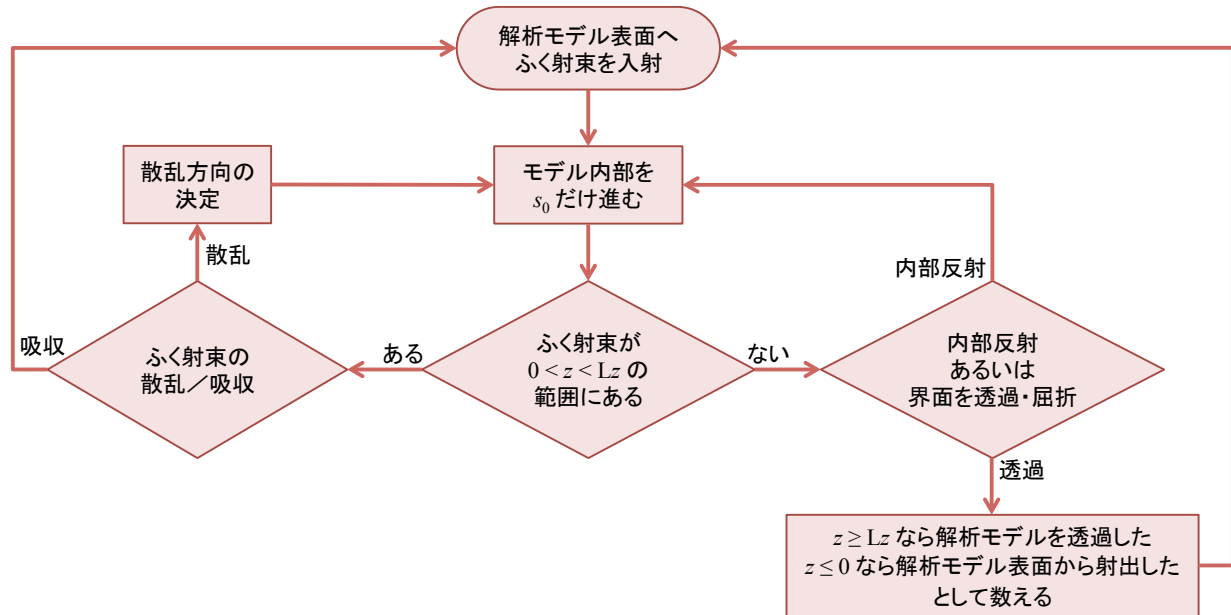 解析モデル表面へ
ふく射束を入射
散乱方向の
決定
モデル内部を
s₀ だけ進む
散乱
内部反射
吸収
ふく射束の
散乱／吸収
ある
ふく射束が
0 < z < Lz の
範囲にある
ない
内部反射
あるいは
界面を透過・屈折
透過
z ≥ Lz なら解析モデルを透過した
z ≤ 0 なら解析モデル表面から射出した
として数える